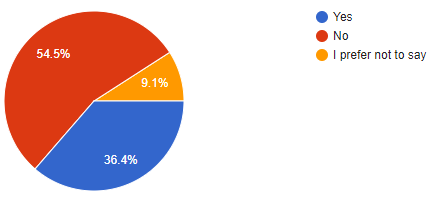 54.5%
9.1%
36.4%
Yes
No
I prefer not to say